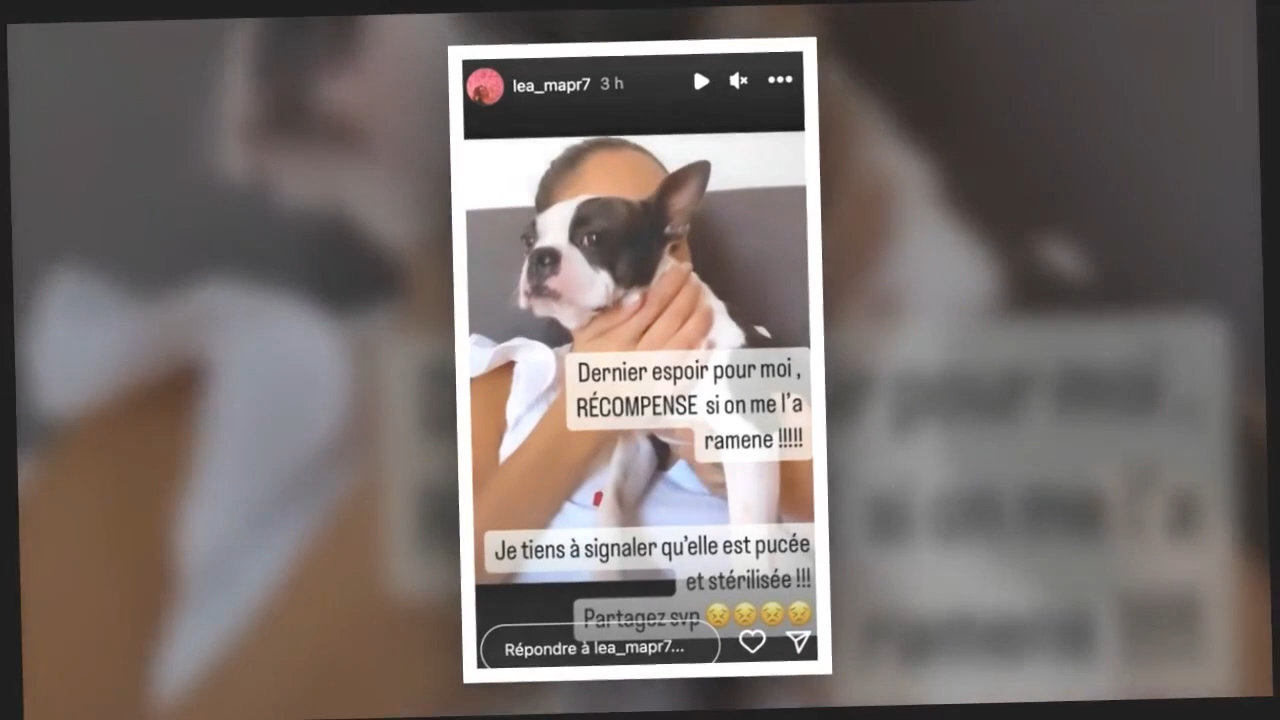 lea_mapr7 3 h
Dernier espoir pour moi ,
RÉCOMPENSE si on me l'a
ramene !!!!!
Je tiens à signaler qu'elle est pucée
et stérilisée !!!
Partagez svp 😣😣😣😣
Répondre à lea_mapr7...